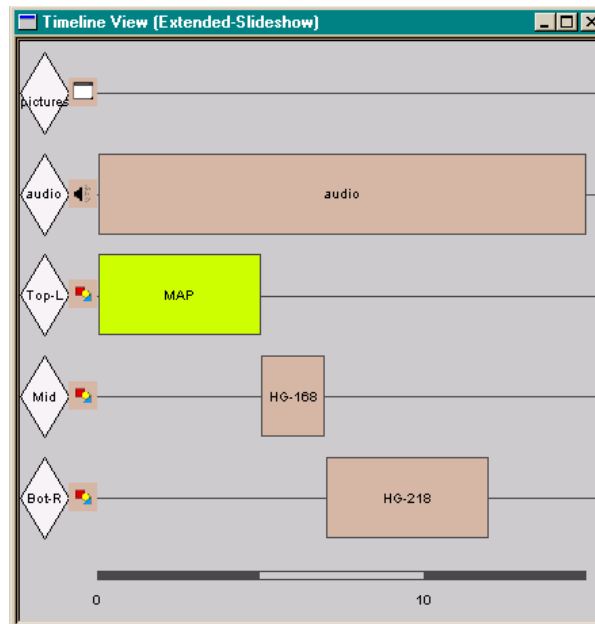 Timeline View (Extended-Slideshow)
pictures
audio
audio
Top-L
MAP
Mid
HG-168
Bot-R
HG-218
0
10